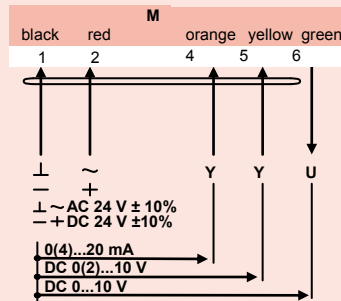 M
black red orange yellow green
1 2 4 5 6
⊥ ~ Y Y U
− +
⊥ ~ AC 24 V ± 10%
− + DC 24 V ±10%
0(4)...20 mA
DC 0(2)...10 V
DC 0...10 V